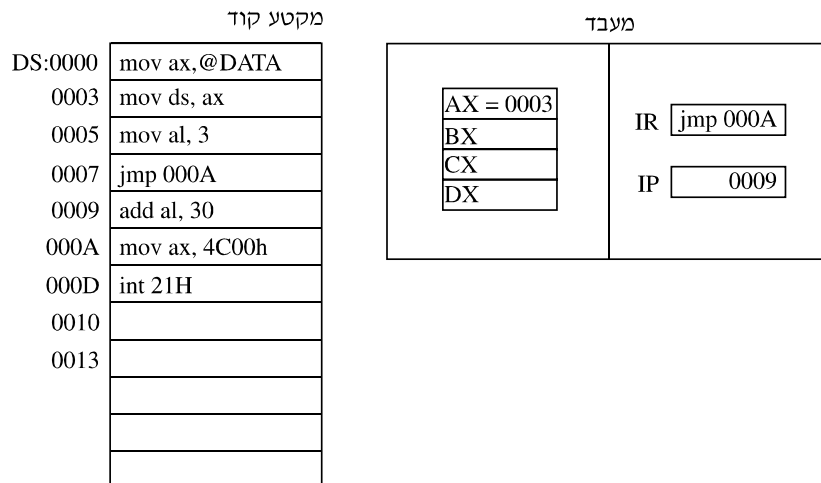 מקטע קוד
DS:0000 mov ax,@DATA
0003 mov ds, ax
0005 mov al, 3
0007 jmp 000A
0009 add al, 30
000A mov ax, 4C00h
000D int 21H
0010
0013
מעבד
AX = 0003
BX
CX
DX
IR jmp 000A
IP 0009